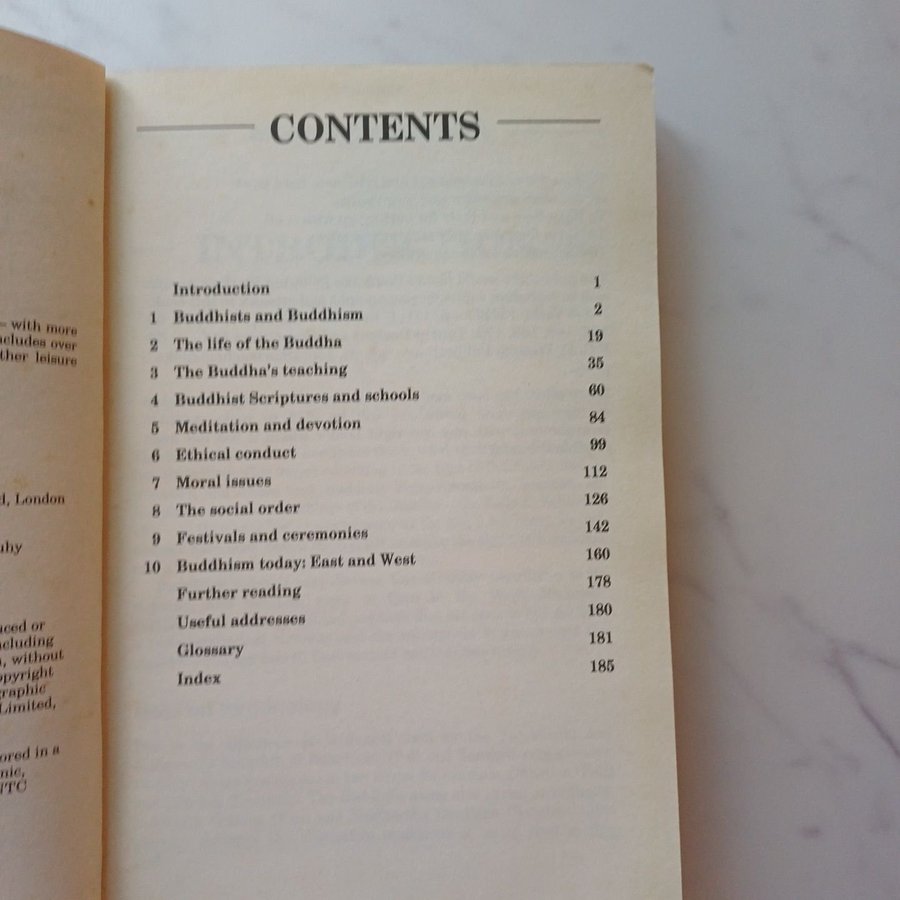 – with more
includes over
ther leisure
d, London
uhy
uced or
cluding
, without
opyright
graphic
Limited,
ored in a
nic,
NTC
CONTENTS
Introduction 1
1 Buddhists and Buddhism 2
2 The life of the Buddha 19
3 The Buddha's teaching 35
4 Buddhist Scriptures and schools 60
5 Meditation and devotion 84
6 Ethical conduct 99
7 Moral issues 112
8 The social order 126
9 Festivals and ceremonies 142
10 Buddhism today: East and West 160
Further reading 178
Useful addresses 180
Glossary 181
Index 185